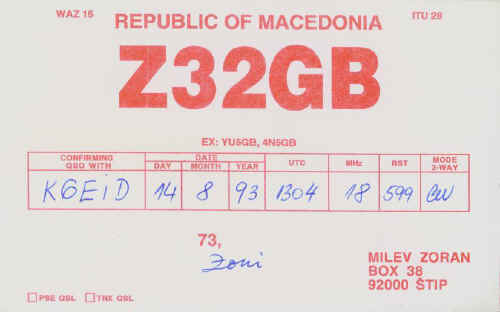 WAZ 15 REPUBLIC OF MACEDONIA ITU 28
Z32GB
EX: YU5GB, 4N5GB
CONFIRMING QSO WITH DATE DAY MONTH YEAR UTC MHz RST MODE 2-WAY
K6EiD 14 8 93 1304 18 599 CW
73,
Zoni
MILEV ZORAN
BOX 38
92000 ŠTIP
PSE QSL TNX QSL